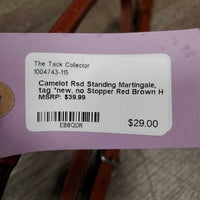 The Tack Collector
1004743-115
Camelot Rsd Standing Martingale,
tag *new, no Stopper Red Brown H
MSRP: $39.99
EB8Q0R
$29.00